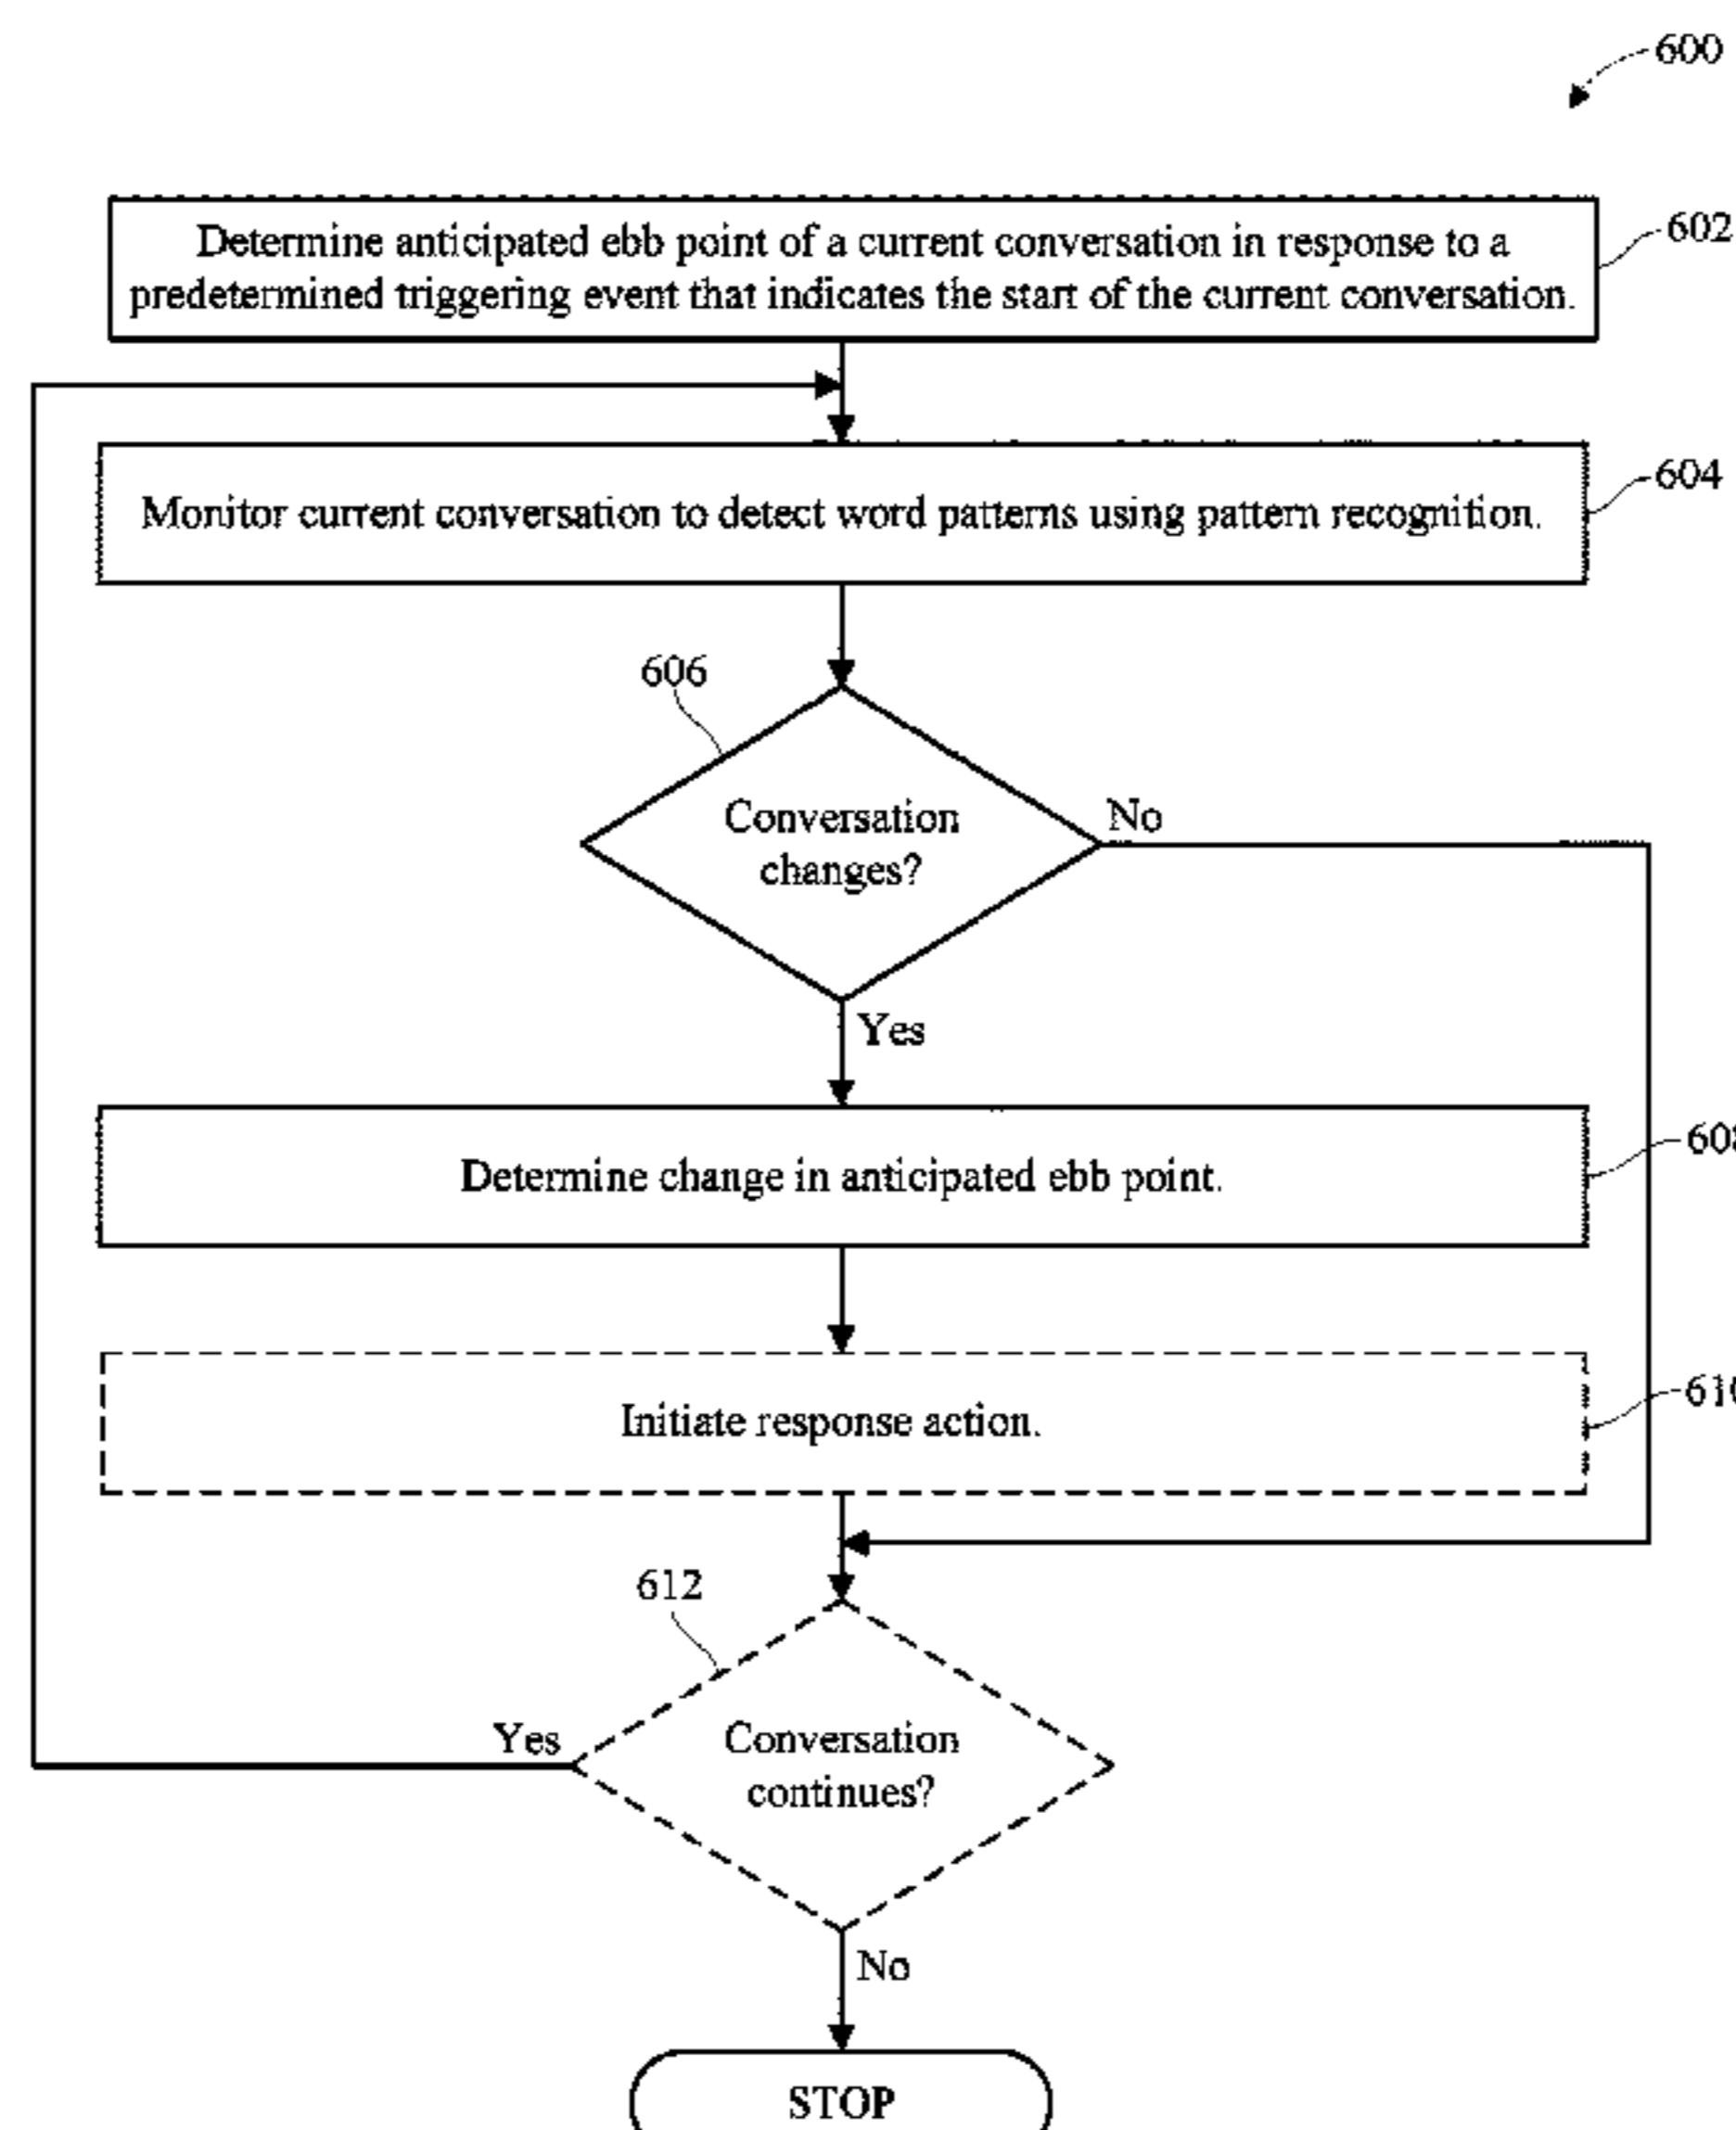 600
Determine anticipated ebb point of a current conversation in response to a
predetermined triggering event that indicates the start of the current conversation.
602
Monitor current conversation to detect word patterns using pattern recognition.
604
606
Conversation
changes?
No
Yes
Determine change in anticipated ebb point.
608
Initiate response action.
610
612
Conversation
continues?
Yes
No
STOP